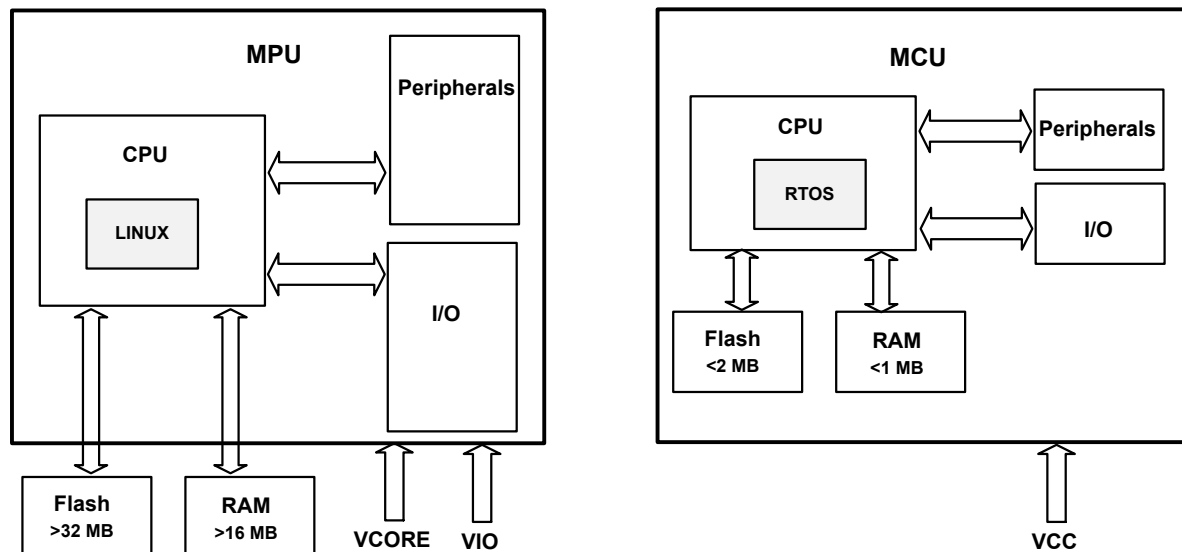 MPU
Peripherals
CPU
LINUX
I/O
Flash
>32 MB
RAM
>16 MB
VCORE
VIO
MCU
CPU
Peripherals
RTOS
I/O
Flash
<2 MB
RAM
<1 MB
VCC